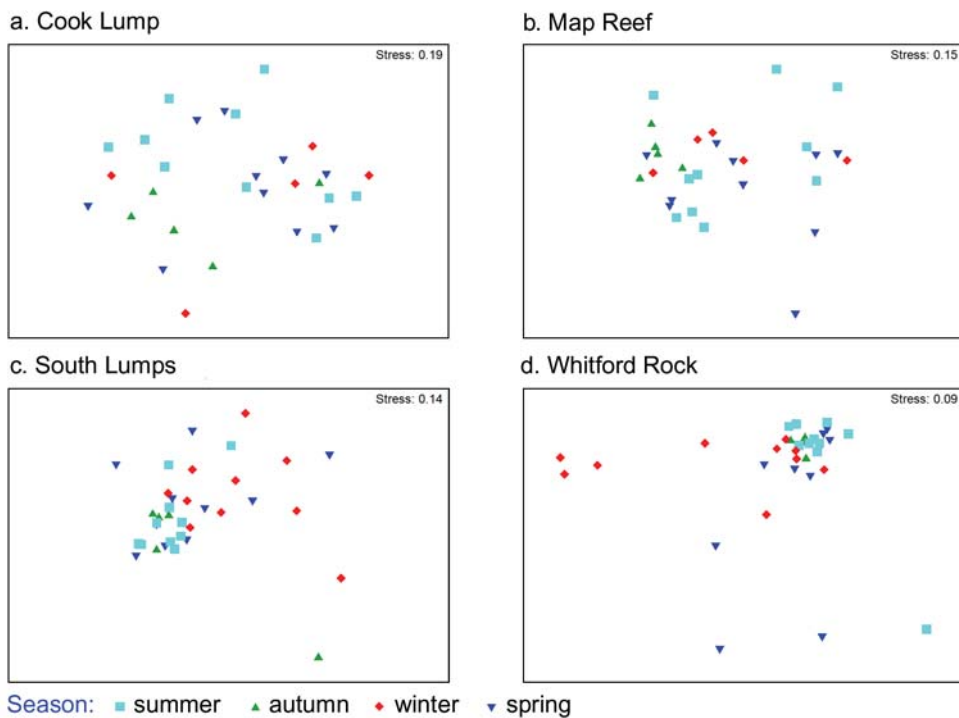 a. Cook Lump
Stress: 0.19
b. Map Reef
Stress: 0.15
c. South Lumps
Stress: 0.14
d. Whitford Rock
Stress: 0.09
Season: summer autumn winter spring